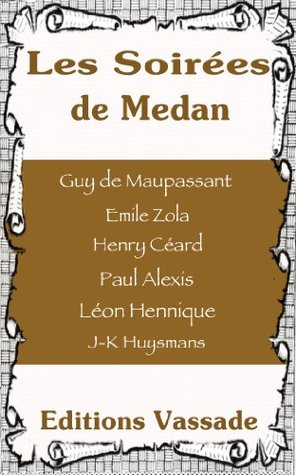 Les Soirées
de Medan
Guy de Maupassant
Emile Zola
Henry Céard
Paul Alexis
Léon Hennique
J-K Huysmans
Editions Vassade